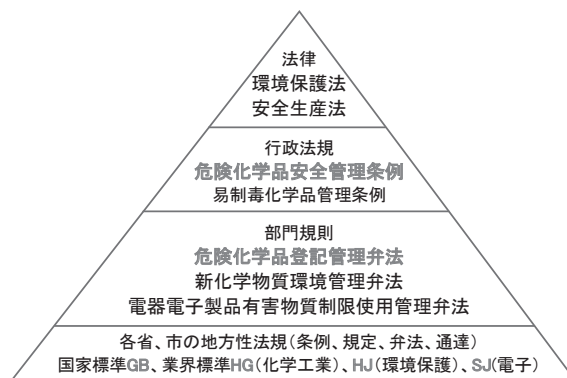 法律
環境保護法
安全生産法
行政法規
危険化学品安全管理条例
易制毒化学品管理条例
部門規則
危険化学品登記管理弁法
新化学物質環境管理弁法
電器電子製品有害物質制限使用管理弁法
各省、市の地方性法規（条例、規定、弁法、通達）
国家標準GB、業界標準HG（化学工業）、HJ（環境保護）、SJ(電子）